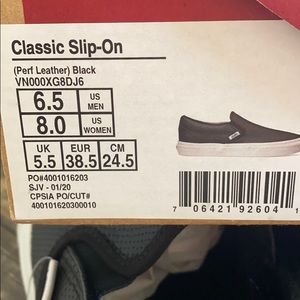 Classic Slip-On
(Perf Leather) Black
VN000XG8DJ6
6.5 US MEN
8.0 US WOMEN
UK EUR CM
5.5 38.5 24.5
PO#4001016203
SJV - 01/20
CPSIA PO/CUT#
400101620300010
7 06421 92604 1